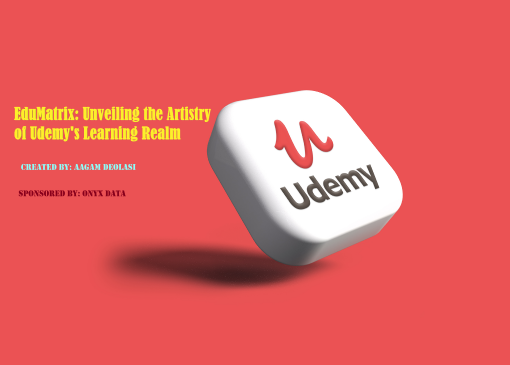 EduMatrix: Unveiling the Artistry
of Udemy's Learning Realm
CREATED BY: AAGAM DEOLASI
SPONSORED BY: ONYX DATA
Udemy